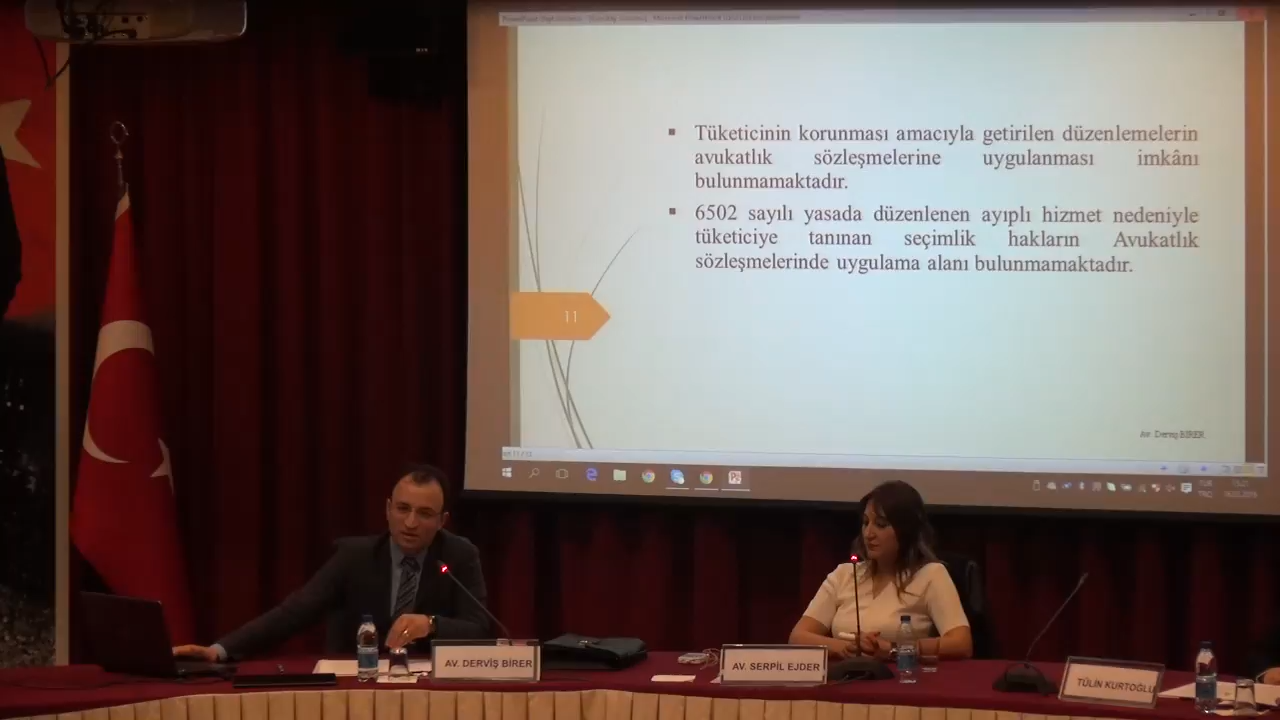 Tüketicinin korunması amacıyla getirilen düzenlemelerin
avukatlık sözleşmelerine uygulanması imkânı
bulunmamaktadır.
6502 sayılı yasada düzenlenen ayıplı hizmet nedeniyle
tüketiciye tanınan seçimlik hakların Avukatlık
sözleşmelerinde uygulama alanı bulunmamaktadır.
11
Av. Derviş BİRER
AV. DERVİŞ BİRER
AV. SERPİL EJDER
TÜLİN KURTOĞLU